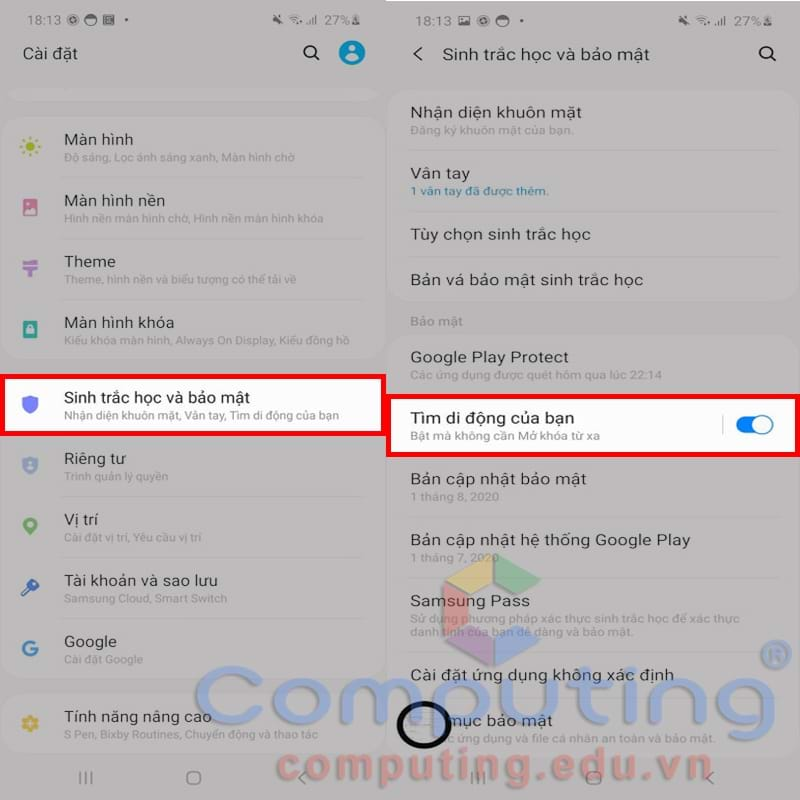 18:13
27%
Cài đặt
Màn hình
Độ sáng, Lọc ánh sáng xanh, Màn hình chờ
Màn hình nền
Hình nền màn hình chờ, Hình nền màn hình khóa
Theme
Theme, hình nền và biểu tượng có thể tải về
Màn hình khóa
Kiểu khóa màn hình, Always On Display, Kiểu đồng hồ
Sinh trắc học và bảo mật
Nhận diện khuôn mặt, Vân tay, Tìm di động của bạn
Riêng tư
Trình quản lý quyền
Vị trí
Cài đặt vị trí, Yêu cầu vị trí
Tài khoản và sao lưu
Samsung Cloud, Smart Switch
Google
Cài đặt Google
Tính năng nâng cao
S Pen, Bixby Routines, Chuyển động và thao tác
18:13
27%
Sinh trắc học và bảo mật
Nhận diện khuôn mặt
Đăng ký khuôn mặt của bạn.
Vân tay
1 vân tay đã được thêm.
Tùy chọn sinh trắc học
Bản vá bảo mật sinh trắc học
Bảo mật
Google Play Protect
Các ứng dụng được quét hôm qua lúc 22:14
Tìm di động của bạn
Bật mà không cần Mở khóa từ xa
Bản cập nhật bảo mật
1 tháng 8, 2020
Bản cập nhật hệ thống Google Play
1 tháng 7, 2020
Samsung Pass
Sử dụng phương pháp xác thực sinh trắc học để xác thực
danh tính của bạn dễ dàng và bảo mật.
Cài đặt ứng dụng không xác định
mục bảo mật
ứng dụng và file cá nhân an toàn và bảo mật.
Computing ®
computing.edu.vn